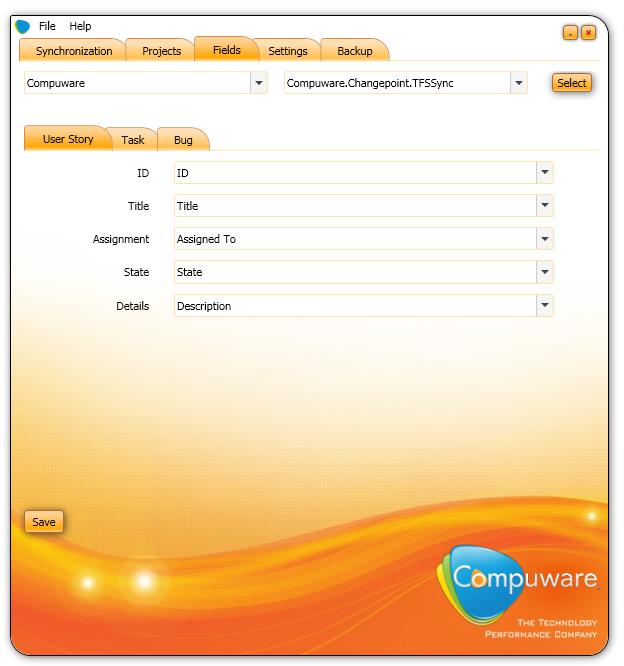 File Help
Synchronization Projects Fields Settings Backup
Compuware Compuware.Changepoint.TFSSync Select
User Story Task Bug
ID ID
Title Title
Assignment Assigned To
State State
Details Description
Save
Compuware
THE TECHNOLOGY
PERFORMANCE COMPANY